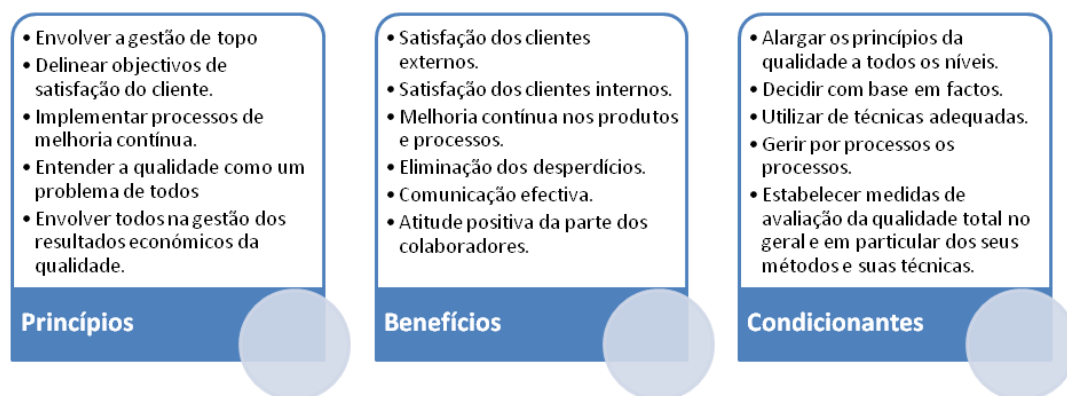 • Envolver a gestão de topo
• Delinear objectivos de
satisfação do cliente.
• Implementar processos de
melhoria contínua.
• Entender a qualidade como um
problema de todos
• Envolver todos na gestão dos
resultados económicos da
qualidade.
Princípios
• Satisfação dos clientes
externos.
• Satisfação dos clientes internos.
• Melhoria contínua nos produtos
e processos.
• Eliminação dos desperdícios.
• Comunicação efectiva.
• Atitude positiva da parte dos
colaboradores.
Benefícios
• Alargar os princípios da
qualidade a todos os níveis.
• Decidir com base em factos.
• Utilizar de técnicas adequadas.
• Gerir por processos os
processos.
• Estabelecer medidas de
avaliação da qualidade total no
geral e em particular dos seus
métodos e suas técnicas.
Condicionantes